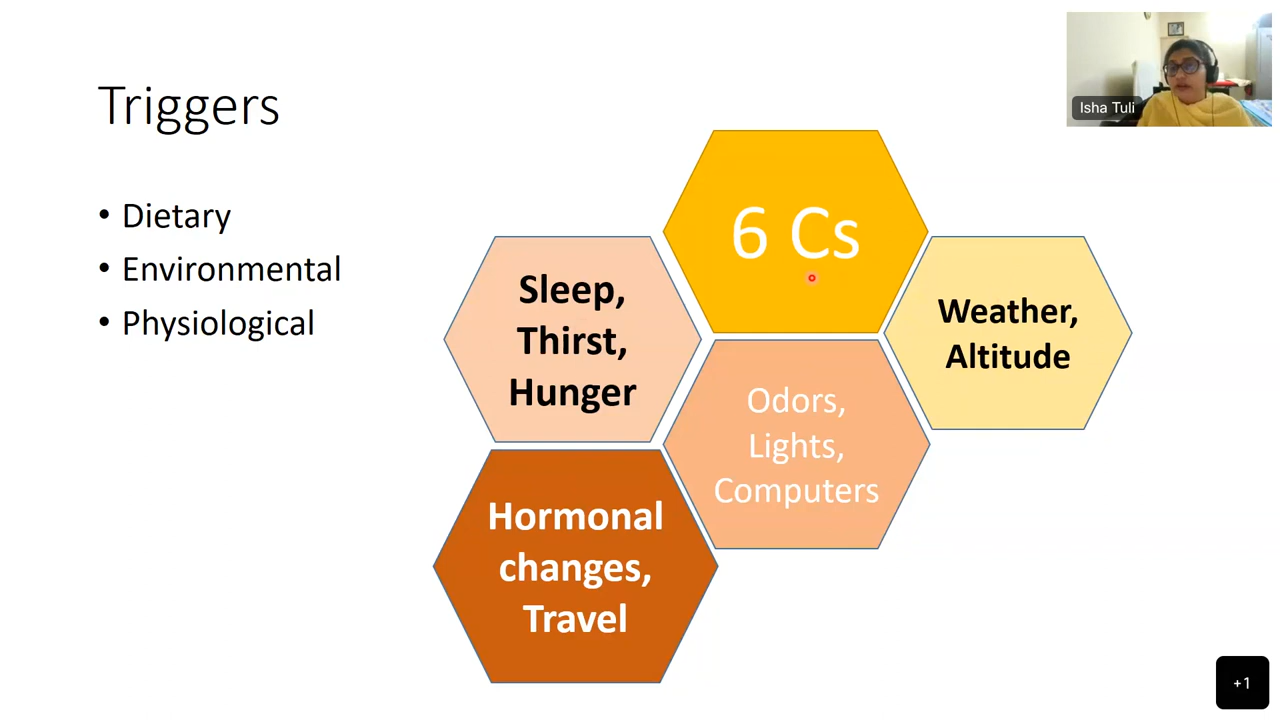 Triggers
• Dietary
• Environmental
• Physiological
6 Cs
Sleep,
Thirst,
Hunger
Weather,
Altitude
Odors,
Lights,
Computers
Hormonal
changes,
Travel
Isha Tuli
+1